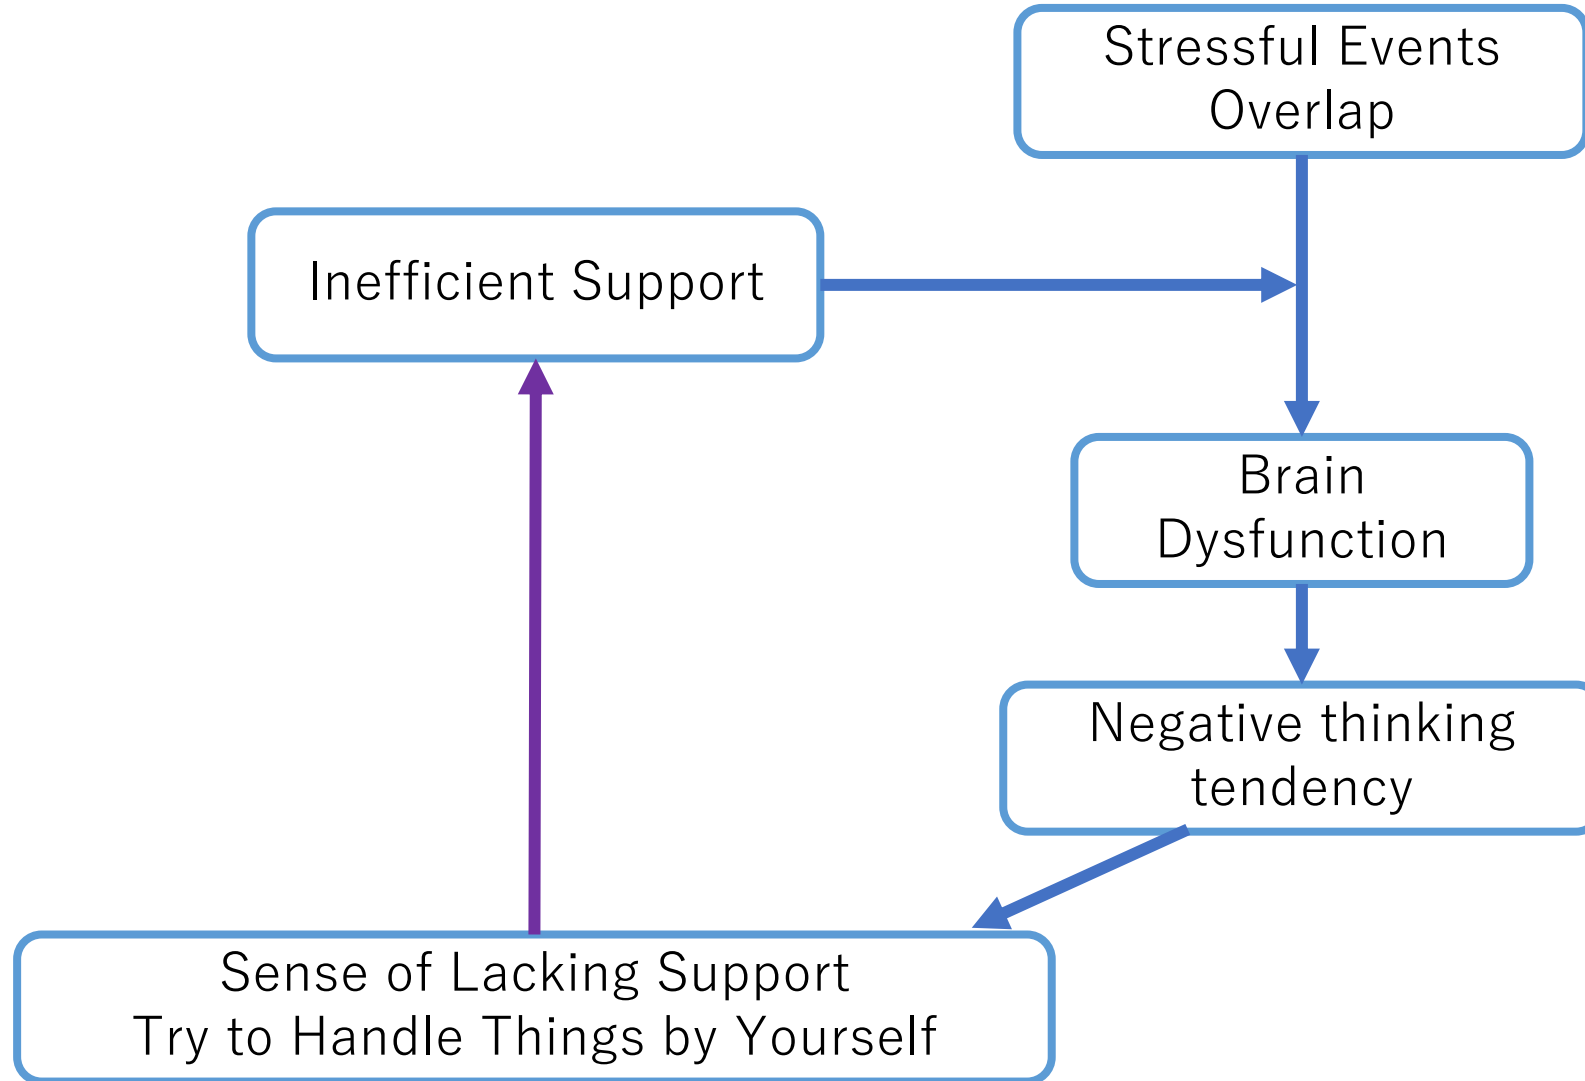 Stressful Events
Overlap
Inefficient Support
Brain
Dysfunction
Negative thinking
tendency
Sense of Lacking Support
Try to Handle Things by Yourself